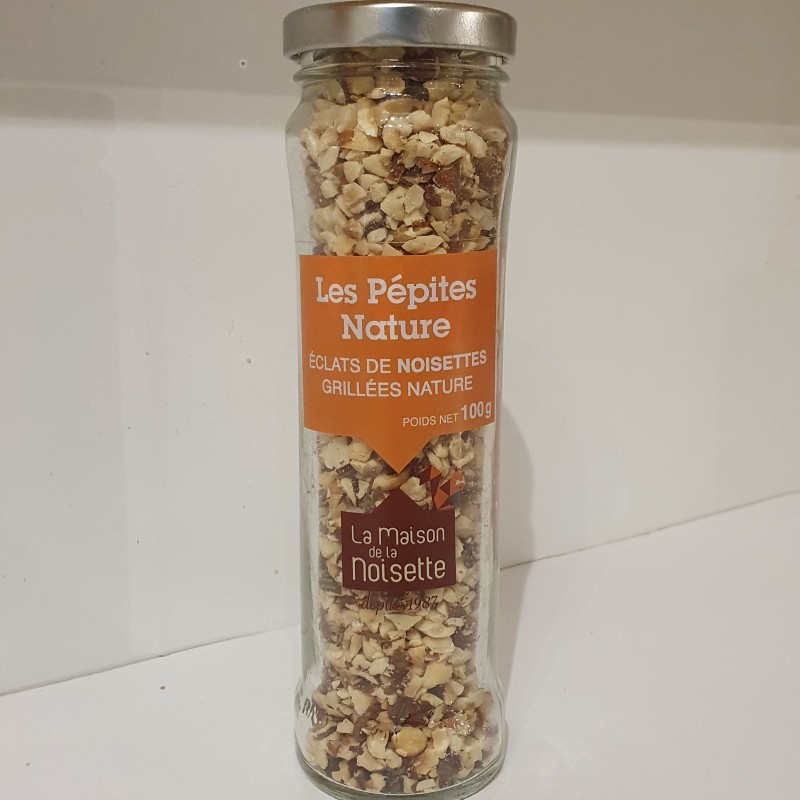 Les Pépites
Nature
ÉCLATS DE NOISETTES
GRILLÉES NATURE
POIDS NET 100g
La Maison
de la
Noisette
depuis 1987